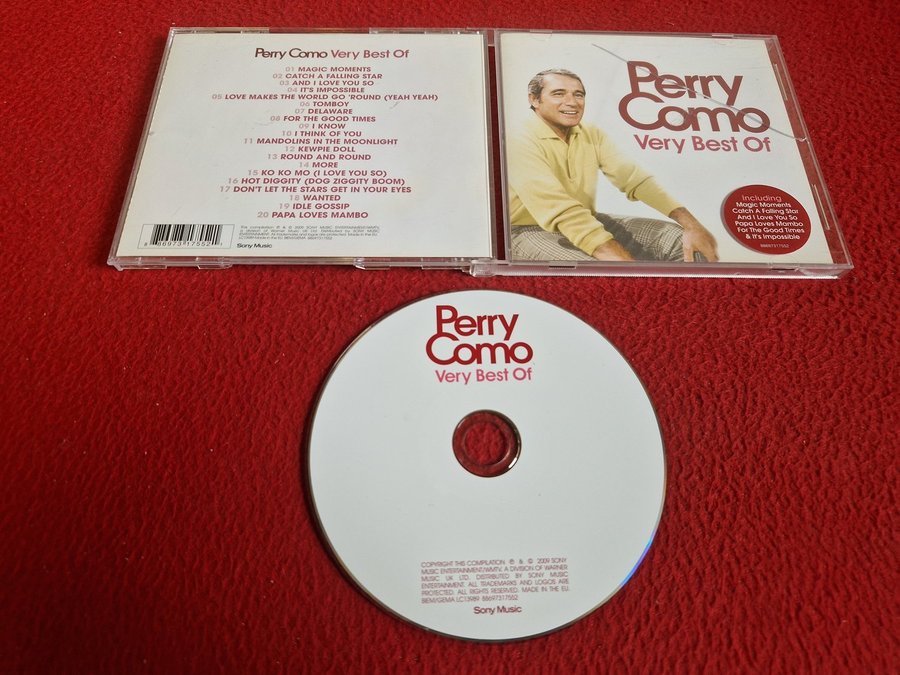 Perry Como Very Best Of
01 MAGIC MOMENTS
02 CATCH A FALLING STAR
03 AND I LOVE YOU SO
04 IT'S IMPOSSIBLE
05 LOVE MAKES THE WORLD GO 'ROUND (YEAH YEAH)
06 TOMBOY
07 DELAWARE
08 FOR THE GOOD TIMES
09 I KNOW
10 I THINK OF YOU
11 MANDOLINS IN THE MOONLIGHT
12 KEWPIE DOLL
13 ROUND AND ROUND
14 MORE
15 KO KO MO (I LOVE YOU SO)
16 HOT DIGGITY (DOG ZIGGITY BOOM)
17 DON'T LET THE STARS GET IN YOUR EYES
18 WANTED
19 IDLE GOSSIP
20 PAPA LOVES MAMBO
8 86973 17552
Sony Music
Perry
Como
Very Best Of
Including
Magic Moments
Catch A Falling Star
And I Love You So
Papa Loves Mambo
For The Good Times
& It's Impossible
88697317552
Perry
Como
Very Best Of
COPYRIGHT THIS COMPILATION. ℗ & © 2009 SONY
MUSIC ENTERTAINMENT/WMTV. A DIVISION OF WARNER
MUSIC UK LTD. DISTRIBUTED BY SONY MUSIC
ENTERTAINMENT. ALL TRADEMARKS AND LOGOS ARE
PROTECTED. ALL RIGHTS RESERVED. MADE IN THE EU.
BIEM/GEMA LC13989 88697317552
Sony Music